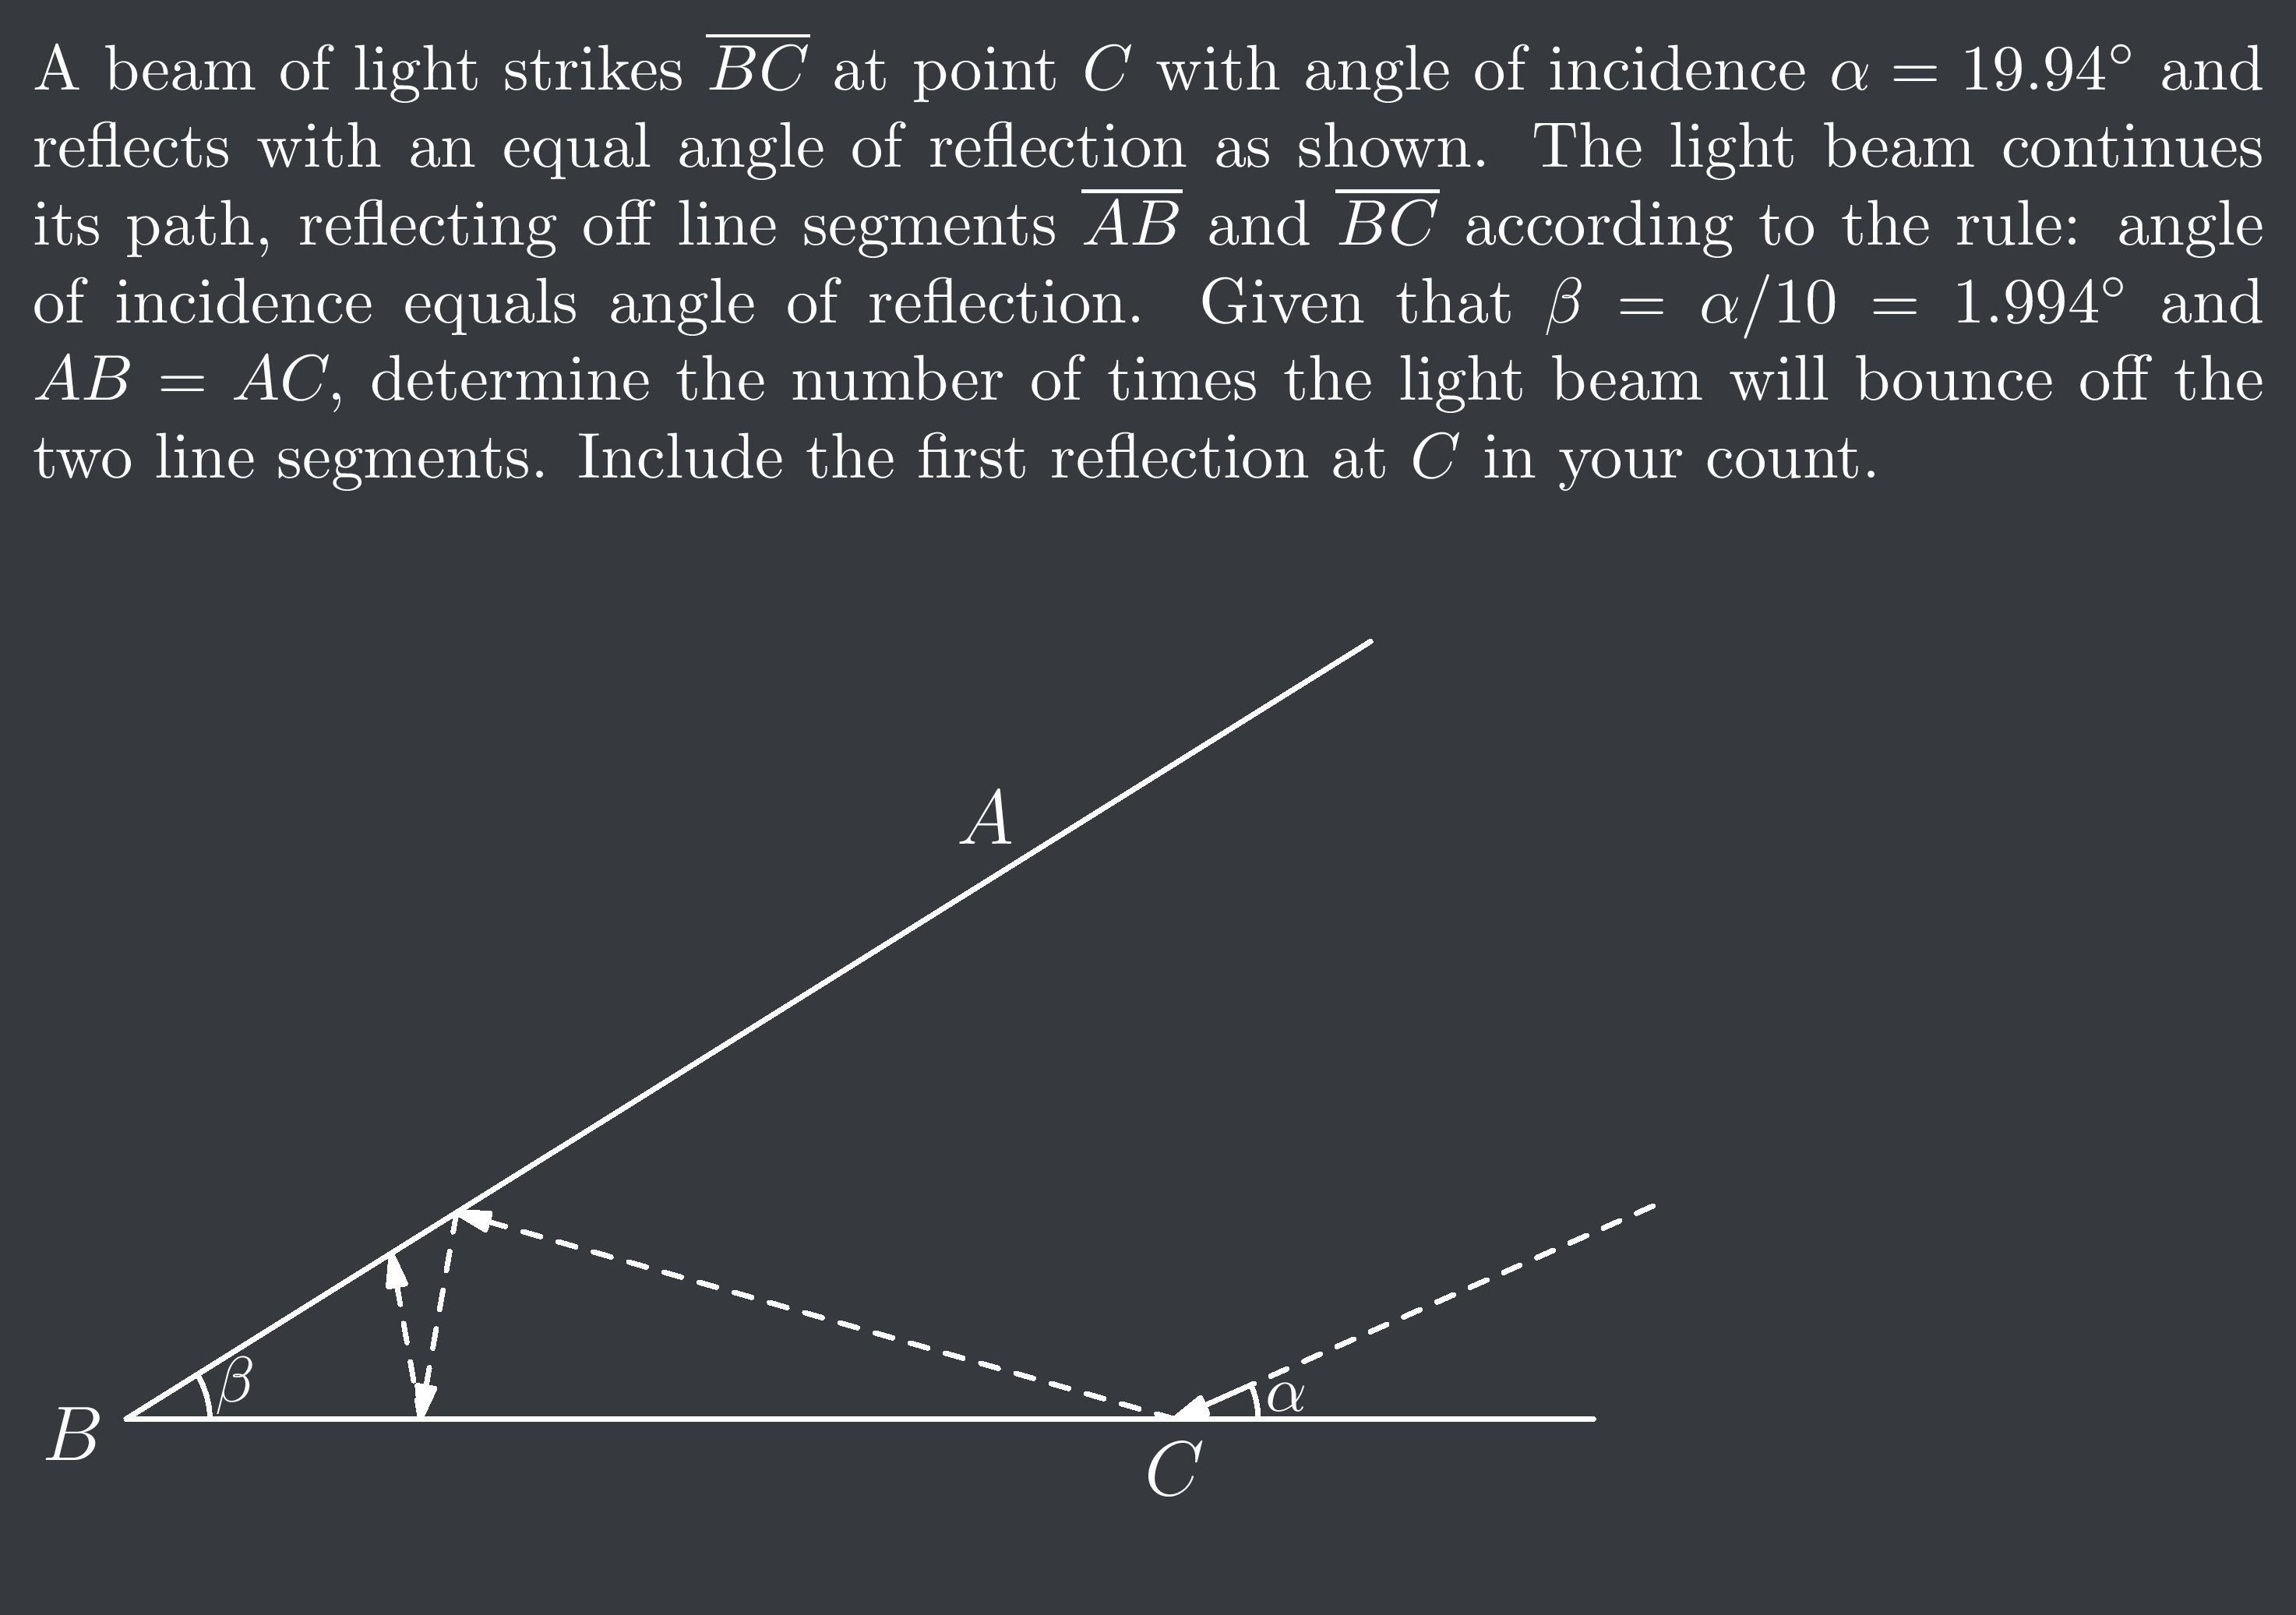 A beam of light strikes $\overline{BC}$ at point $C$ with angle of incidence $\alpha = 19.94^\circ$ and
reflects with an equal angle of reflection as shown. The light beam continues
its path, reflecting off line segments $\overline{AB}$ and $\overline{BC}$ according to the rule: angle
of incidence equals angle of reflection. Given that $\beta = \alpha/10 = 1.994^\circ$ and
$AB = AC$, determine the number of times the light beam will bounce off the
two line segments. Include the first reflection at $C$ in your count.
A
β
α
B
C